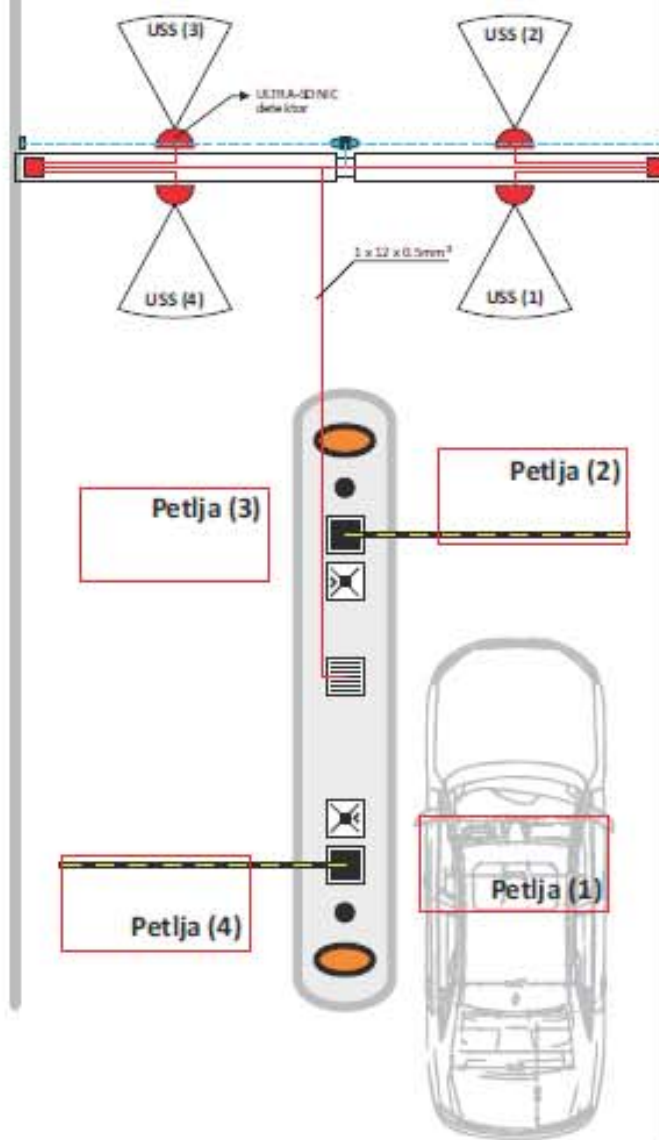 USS (3)
USS (2)
ULTRA-SONIC
detektor
1 x 12 x 0.5mm²
USS (4)
USS (1)
Petlja (2)
Petlja (3)
Petlja (1)
Petlja (4)